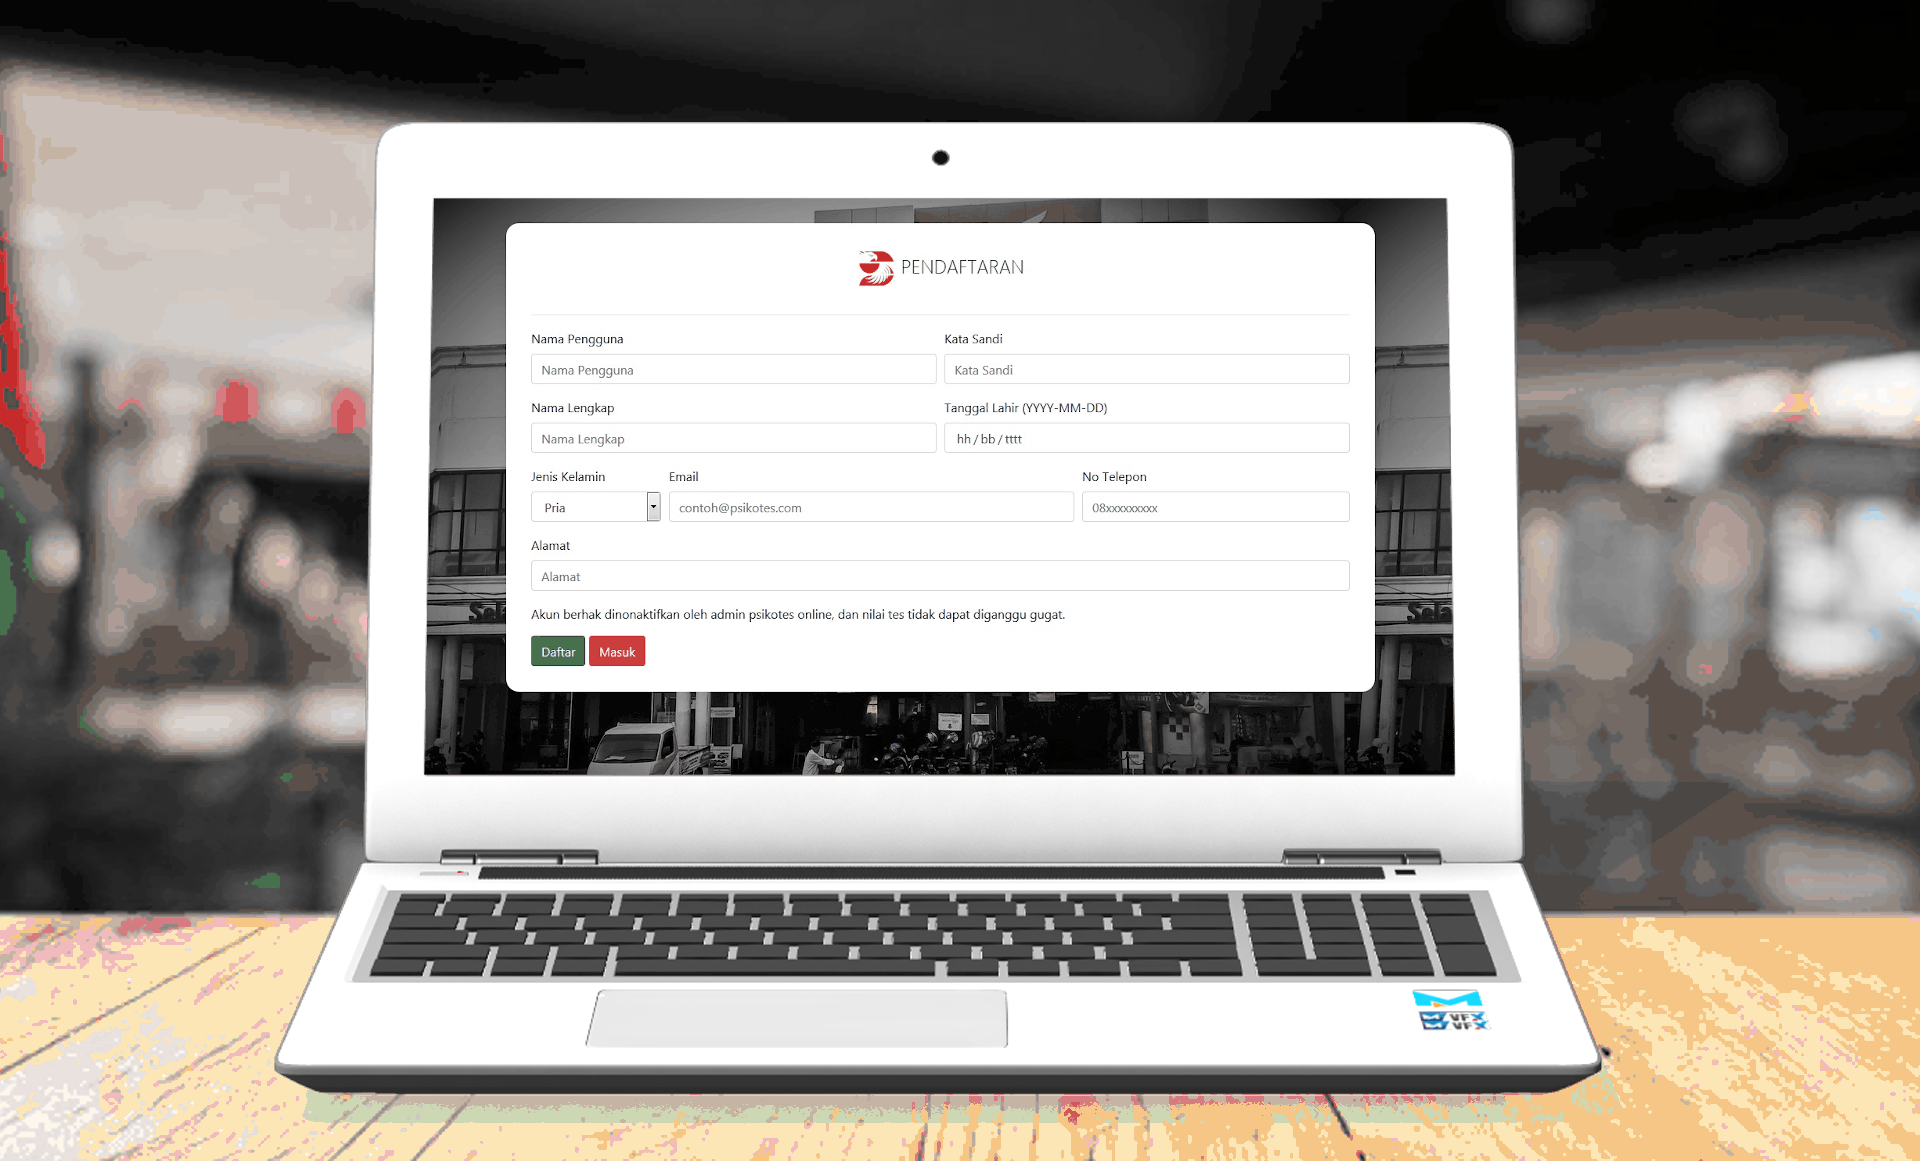 PENDAFTARAN
Nama Pengguna
Kata Sandi
Nama Pengguna
Kata Sandi
Nama Lengkap
Tanggal Lahir (YYYY-MM-DD)
Nama Lengkap
hh / bb / tttt
Jenis Kelamin
Email
No Telepon
Pria
contoh@psikotes.com
08xxxxxxxxx
Alamat
Alamat
Akun berhak dinonaktifkan oleh admin psikotes online, dan nilai tes tidak dapat diganggu gugat.
Daftar
Masuk
VFX
VFX